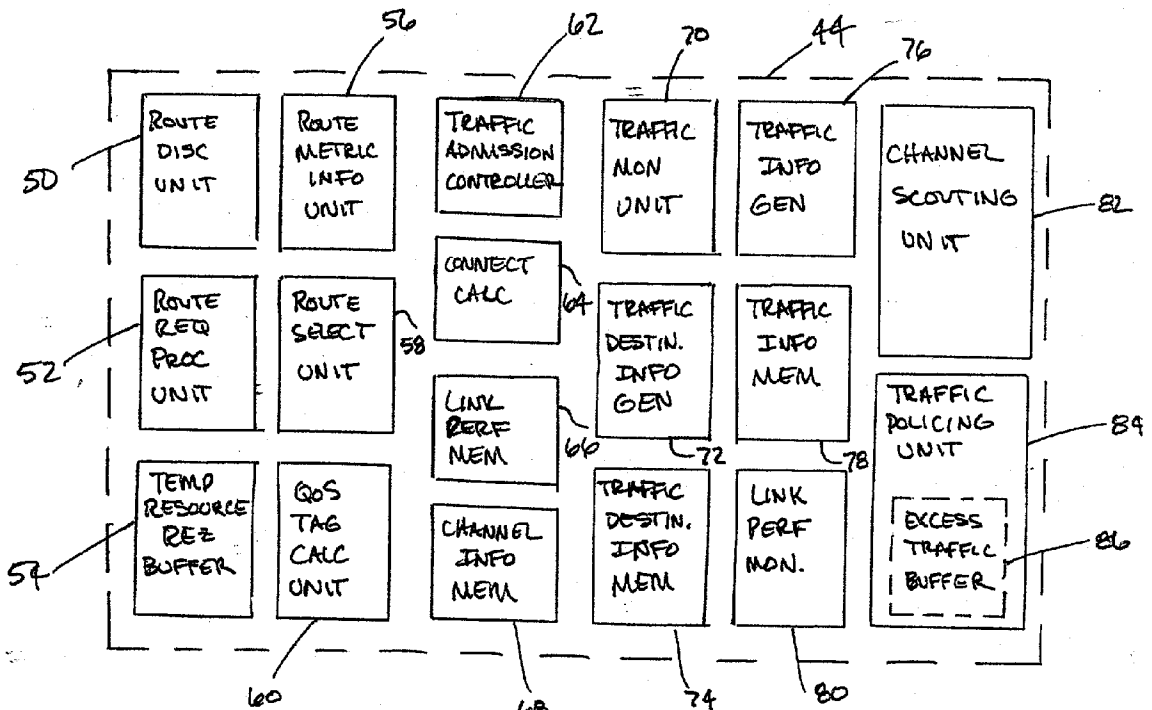 56
62
70
44
76
ROUTE
DISC
UNIT
50
ROUTE
METRIC
INFO
UNIT
TRAFFIC
ADMISSION
CONTROLLER
TRAFFIC
MON
UNIT
TRAFFIC
INFO
GEN
CHANNEL
SCOUTING
UNIT
82
ROUTE
REQ
PROC
UNIT
52
ROUTE
SELECT
UNIT
58
CONNECT
CALC
64
TRAFFIC
DESTIN.
INFO
GEN
72
TRAFFIC
INFO
MEM
78
LINK
PERF
MEM
66
TRAFFIC
POLICING
UNIT
84
EXCESS
TRAFFIC
BUFFER
86
TEMP
RESOURCE
REZ
BUFFER
54
QoS
TAG
CALC
UNIT
60
CHANNEL
INFO
MEM
68
TRAFFIC
DESTIN.
INFO
MEM
74
LINK
PERF
MON.
80